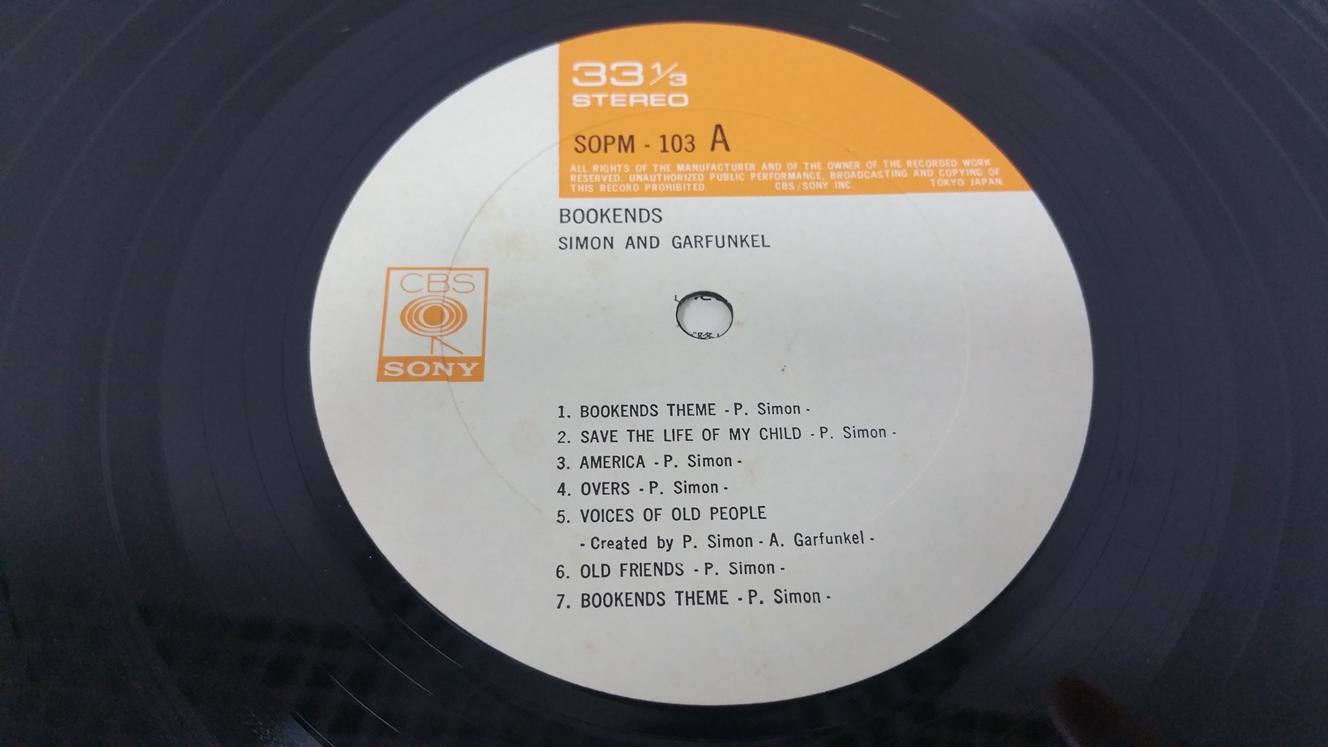 33 1/3
STEREO
SOPM - 103 A
ALL RIGHTS OF THE MANUFACTURER AND OF THE OWNER OF THE RECORDED WORK
RESERVED. UNAUTHORIZED PUBLIC PERFORMANCE, BROADCASTING AND COPYING OF
THIS RECORD PROHIBITED. CBS/SONY INC. TOKYO JAPAN.
BOOKENDS
SIMON AND GARFUNKEL
CBS
SONY
1. BOOKENDS THEME - P. Simon -
2. SAVE THE LIFE OF MY CHILD - P. Simon -
3. AMERICA - P. Simon -
4. OVERS - P. Simon -
5. VOICES OF OLD PEOPLE
- Created by P. Simon - A. Garfunkel -
6. OLD FRIENDS - P. Simon -
7. BOOKENDS THEME - P. Simon -